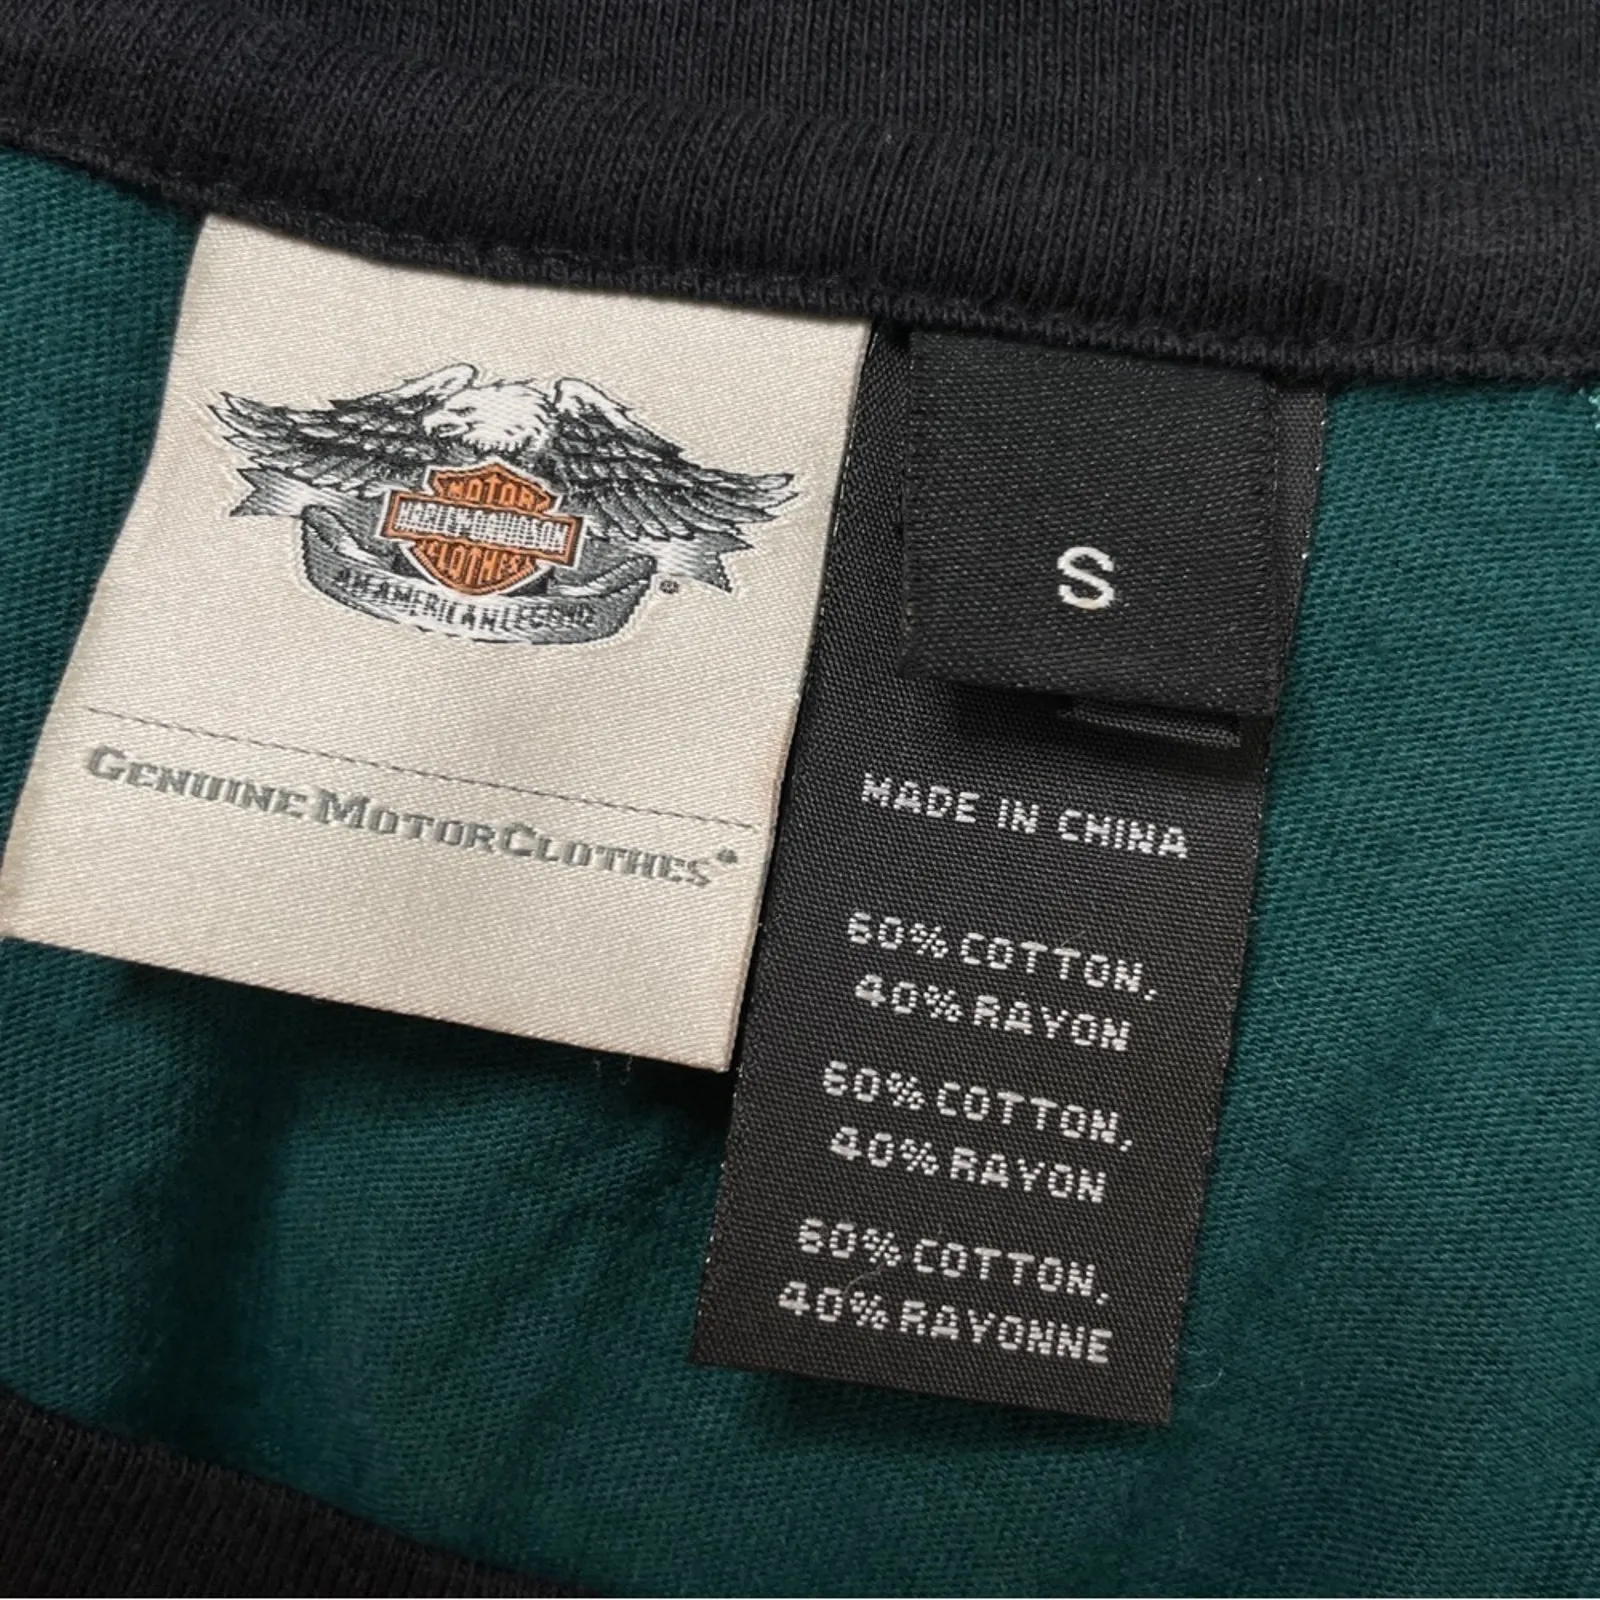 MOTOR
HARLEY-DAVIDSON
CLOTHES
AN AMERICAN LEGEND
®
GENUINE MOTORCLOTHES®
S
MADE IN CHINA
60% COTTON,
40% RAYON
60% COTTON,
40% RAYON
60% COTTON,
40% RAYONNE